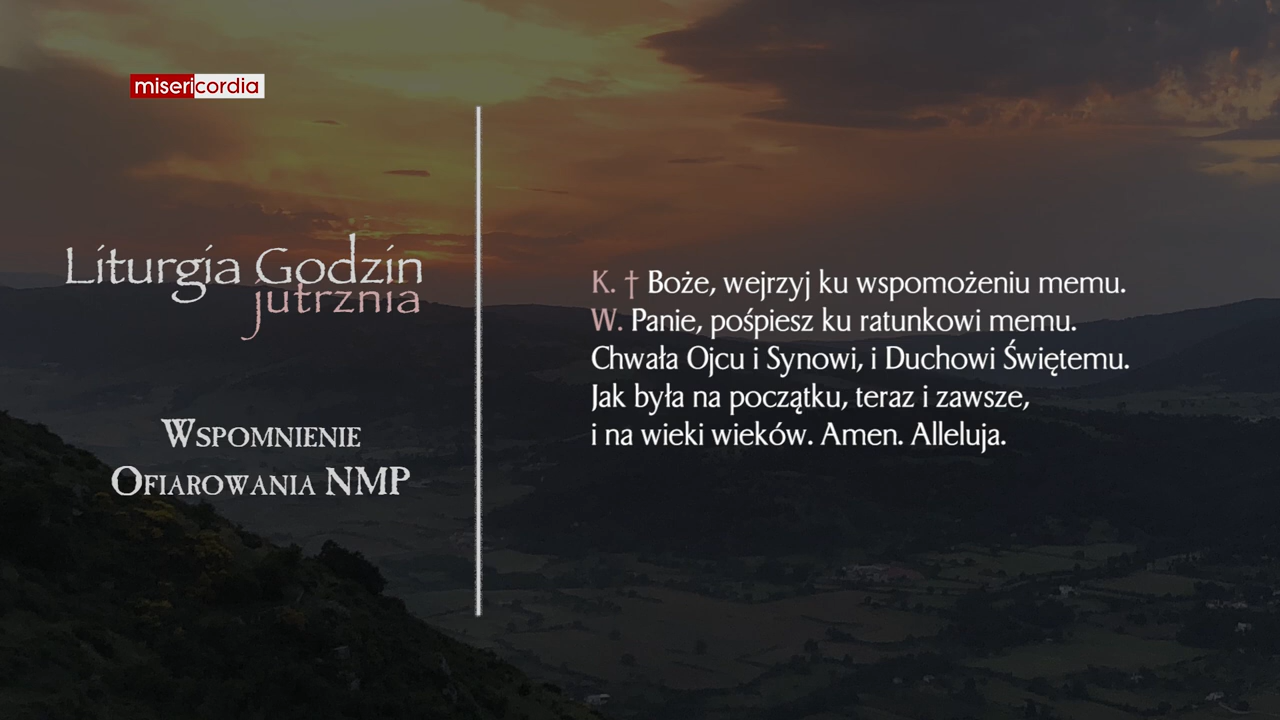 misericordia
Liturgia Godzin
jutrznia
Wspomnienie
Ofiarowania NMP
K. † Boże, wejrzyj ku wspomożeniu memu.
W. Panie, pośpiesz ku ratunkowi memu.
Chwała Ojcu i Synowi, i Duchowi Świętemu.
Jak była na początku, teraz i zawsze,
i na wieki wieków. Amen. Alleluja.